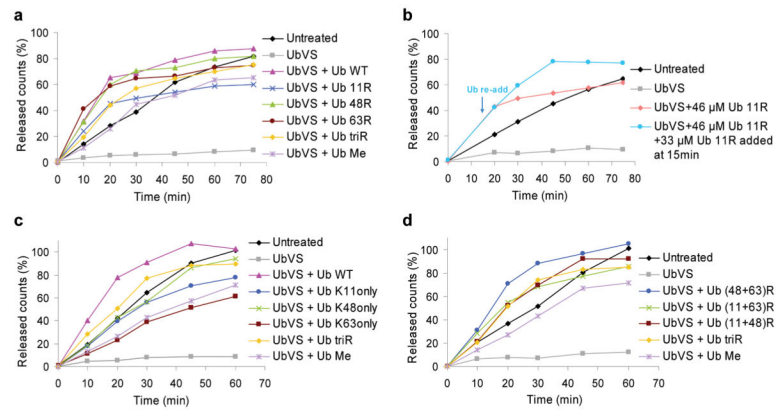 a
Released counts (%)
100
80
60
40
20
0
0 10 20 30 40 50 60 70 80
Time (min)
Untreated
UbVS
UbVS + Ub WT
UbVS + Ub 11R
UbVS + Ub 48R
UbVS + Ub 63R
UbVS + Ub triR
UbVS + Ub Me
b
Released counts (%)
100
80
60
40
20
0
Ub re-add
0 20 40 60 80
Time (min)
Untreated
UbVS
UbVS+46 µM Ub 11R
UbVS+46 µM Ub 11R
+33 µM Ub 11R added
at 15min
c
Released counts (%)
100
80
60
40
20
0
0 10 20 30 40 50 60 70
Time (min)
Untreated
UbVS
UbVS + Ub WT
UbVS + Ub K11only
UbVS + Ub K48only
UbVS + Ub K63only
UbVS + Ub triR
UbVS + Ub Me
d
Released counts (%)
100
80
60
40
20
0
0 10 20 30 40 50 60 70
Time (min)
Untreated
UbVS
UbVS + Ub (48+63)R
UbVS + Ub (11+63)R
UbVS + Ub (11+48)R
UbVS + Ub triR
UbVS + Ub Me